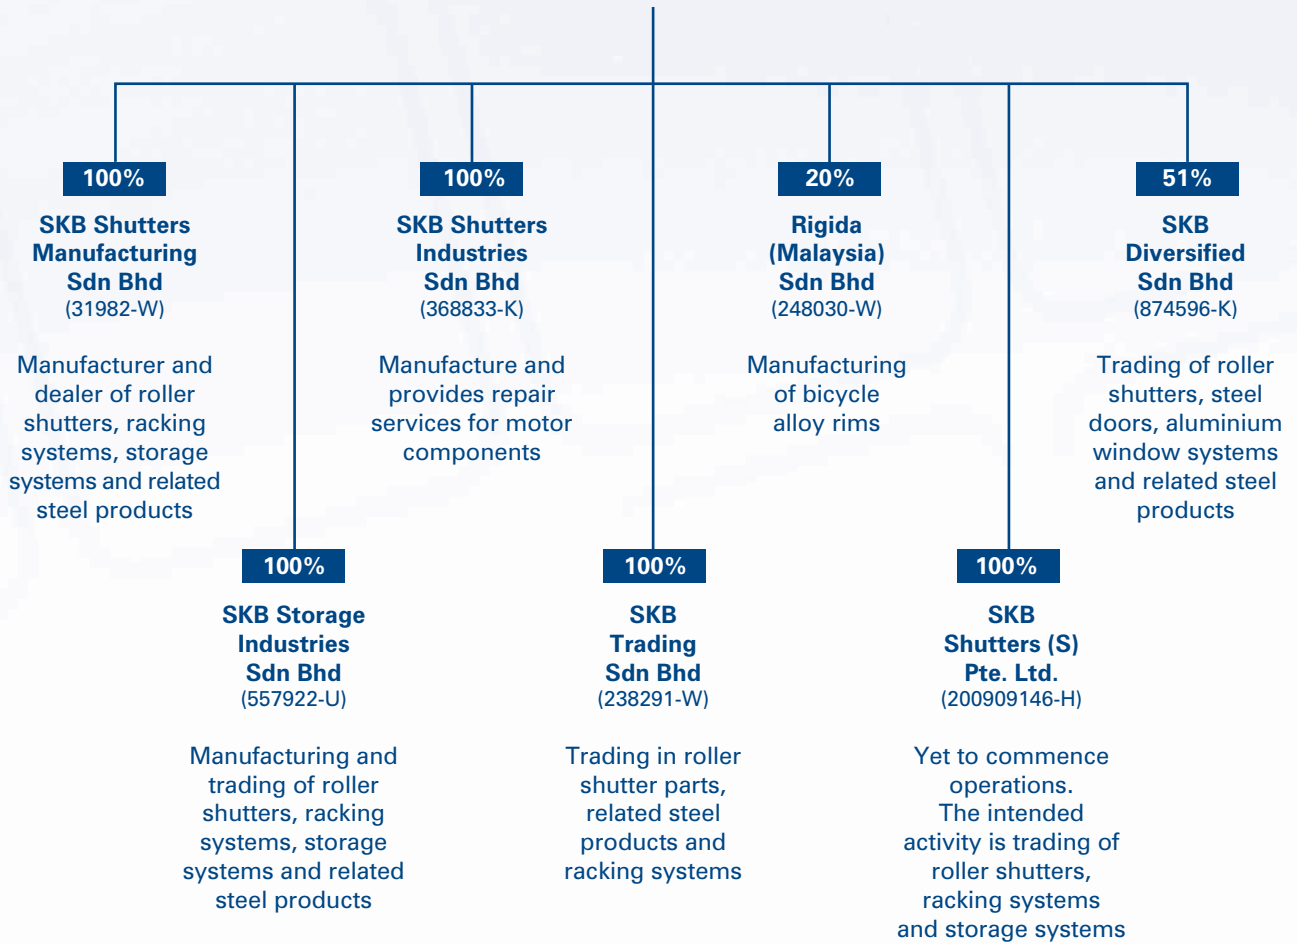 100%
SKB Shutters
Manufacturing
Sdn Bhd
(31982-W)
Manufacturer and
dealer of roller
shutters, racking
systems, storage
systems and related
steel products
100%
SKB Shutters
Industries
Sdn Bhd
(368833-K)
Manufacture and
provides repair
services for motor
components
20%
Rigida
(Malaysia)
Sdn Bhd
(248030-W)
Manufacturing
of bicycle
alloy rims
51%
SKB
Diversified
Sdn Bhd
(874596-K)
Trading of roller
shutters, steel
doors, aluminium
window systems
and related steel
products
100%
SKB Storage
Industries
Sdn Bhd
(557922-U)
Manufacturing and
trading of roller
shutters, racking
systems, storage
systems and related
steel products
100%
SKB
Trading
Sdn Bhd
(238291-W)
Trading in roller
shutter parts,
related steel
products and
racking systems
100%
SKB
Shutters (S)
Pte. Ltd.
(200909146-H)
Yet to commence
operations.
The intended
activity is trading of
roller shutters,
racking systems
and storage systems